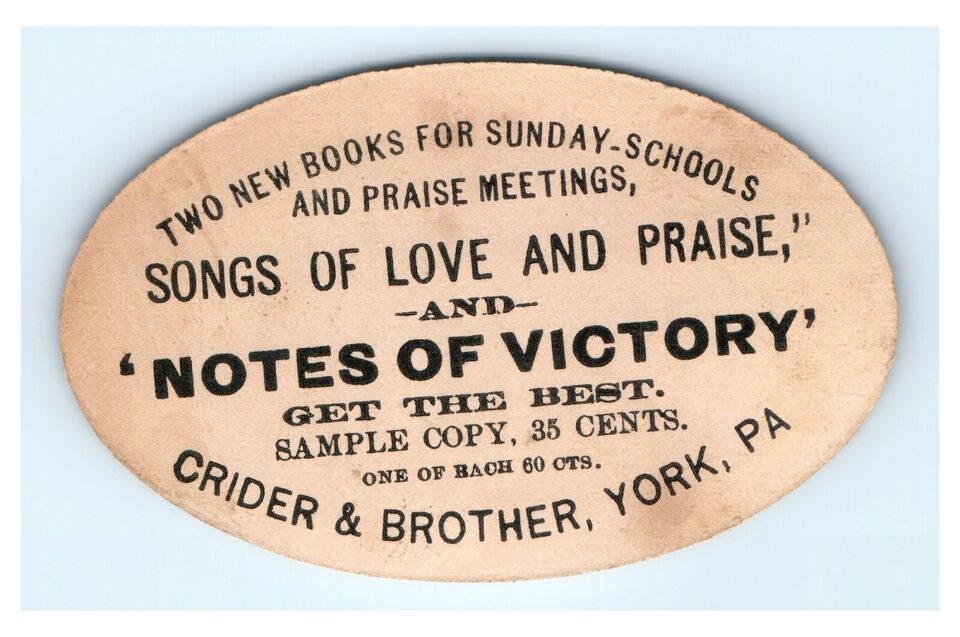 TWO NEW BOOKS FOR SUNDAY-SCHOOLS
AND PRAISE MEETINGS,
SONGS OF LOVE AND PRAISE,"
-AND-
'NOTES OF VICTORY'
GET THE BEST.
SAMPLE COPY, 35 CENTS.
ONE OF BACH 60 CTS.
CRIDER & BROTHER, YORK, PA